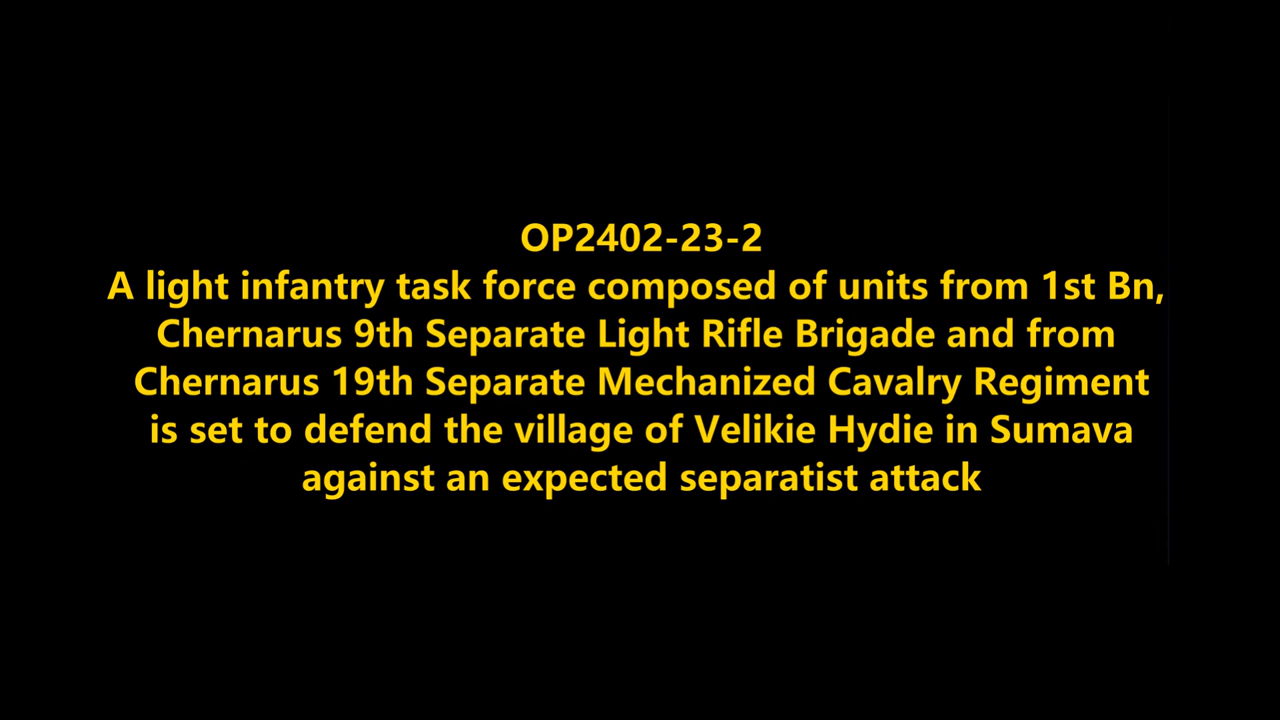 OP2402-23-2
A light infantry task force composed of units from 1st Bn,
Chernarus 9th Separate Light Rifle Brigade and from
Chernarus 19th Separate Mechanized Cavalry Regiment
is set to defend the village of Velikie Hydie in Sumava
against an expected separatist attack